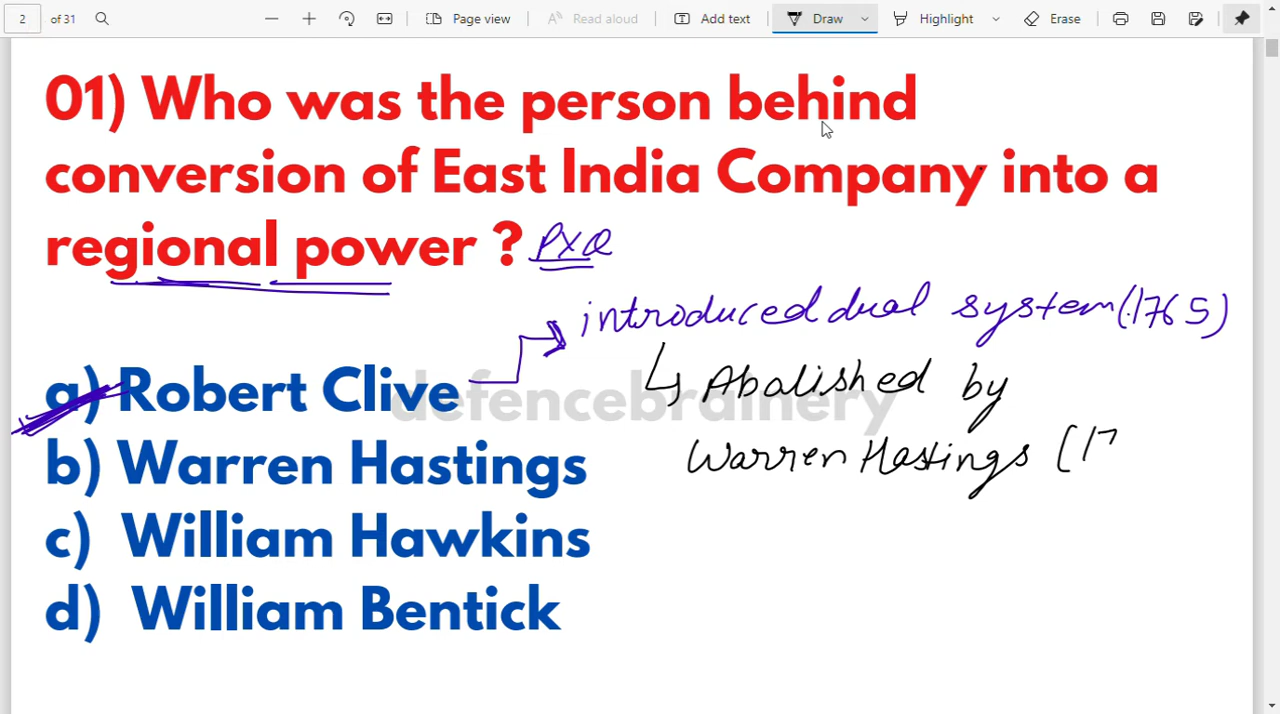 2 of 31 Page view Read aloud Add text Draw Highlight Erase
01) Who was the person behind
conversion of East India Company into a
regional power ? PYQ
introduced dual system (1765)
a) Robert Clive
Abolished by
defencebrainery
b) Warren Hastings
Warren Hastings (17
c) William Hawkins
d) William Bentick